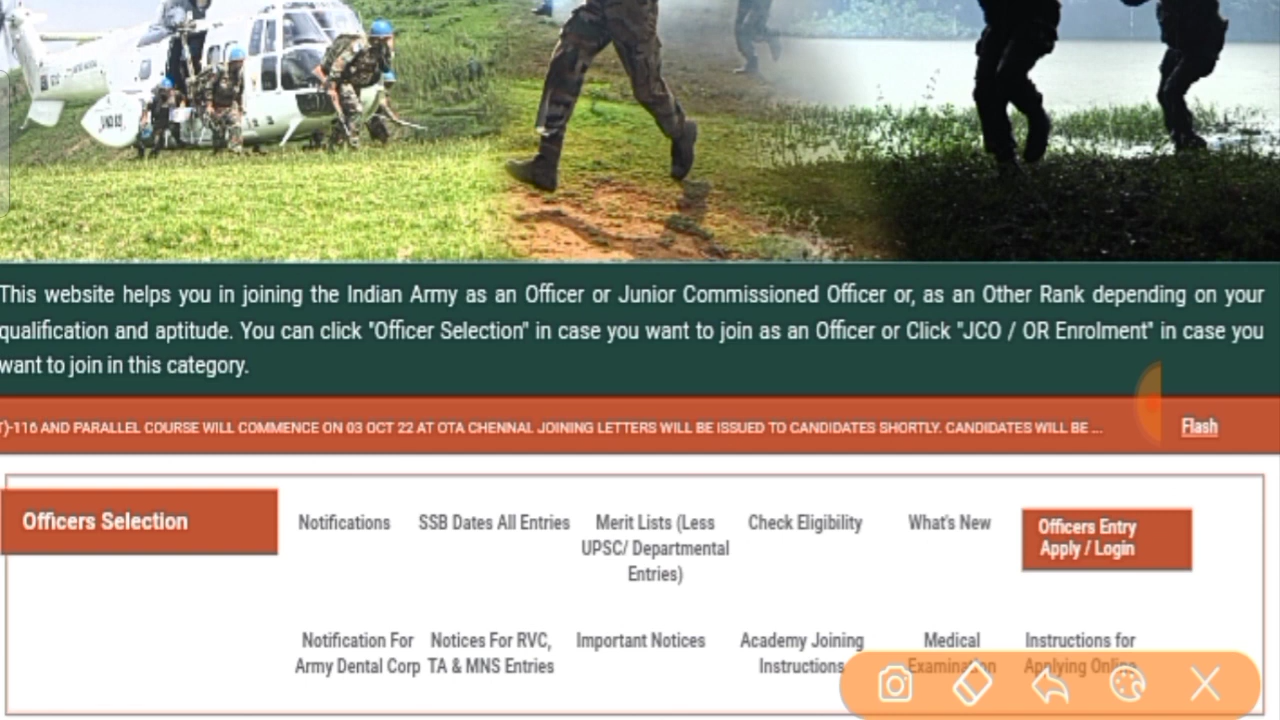 This website helps you in joining the Indian Army as an Officer or Junior Commissioned Officer or, as an Other Rank depending on your
qualification and aptitude. You can click "Officer Selection" in case you want to join as an Officer or Click "JCO / OR Enrolment" in case you
want to join in this category.
T)-116 AND PARALLEL COURSE WILL COMMENCE ON 03 OCT 22 AT OTA CHENNAI. JOINING LETTERS WILL BE ISSUED TO CANDIDATES SHORTLY. CANDIDATES WILL BE ...
Flash
Officers Selection
Notifications
SSB Dates All Entries
Merit Lists (Less
UPSC/ Departmental
Entries)
Check Eligibility
What's New
Officers Entry
Apply / Login
Notification For
Army Dental Corp
Notices For RVC,
TA & MNS Entries
Important Notices
Academy Joining
Instructions
Medical
Examination
Instructions for
Applying Online